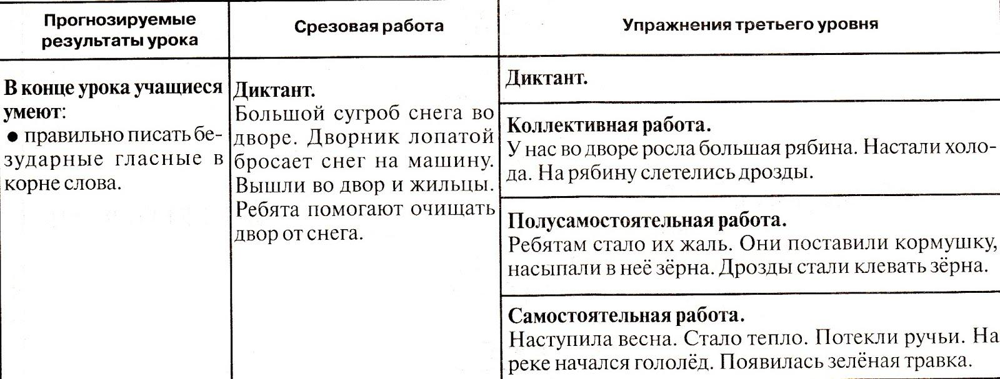 Прогнозируемые
результаты урока
Срезовая работа
Упражнения третьего уровня
В конце урока учащиеся
умеют:
● правильно писать бе-
зударные гласные в
корне слова.
Диктант.
Большой сугроб снега во
дворе. Дворник лопатой
бросает снег на машину.
Вышли во двор и жильцы.
Ребята помогают очищать
двор от снега.
Диктант.
Коллективная работа.
У нас во дворе росла большая рябина. Настали холо-
да. На рябину слетелись дрозды.
Полусамостоятельная работа.
Ребятам стало их жаль. Они поставили кормушку,
насыпали в неё зёрна. Дрозды стали клевать зёрна.
Самостоятельная работа.
Наступила весна. Стало тепло. Потекли ручьи. На
реке начался гололёд. Появилась зелёная травка.